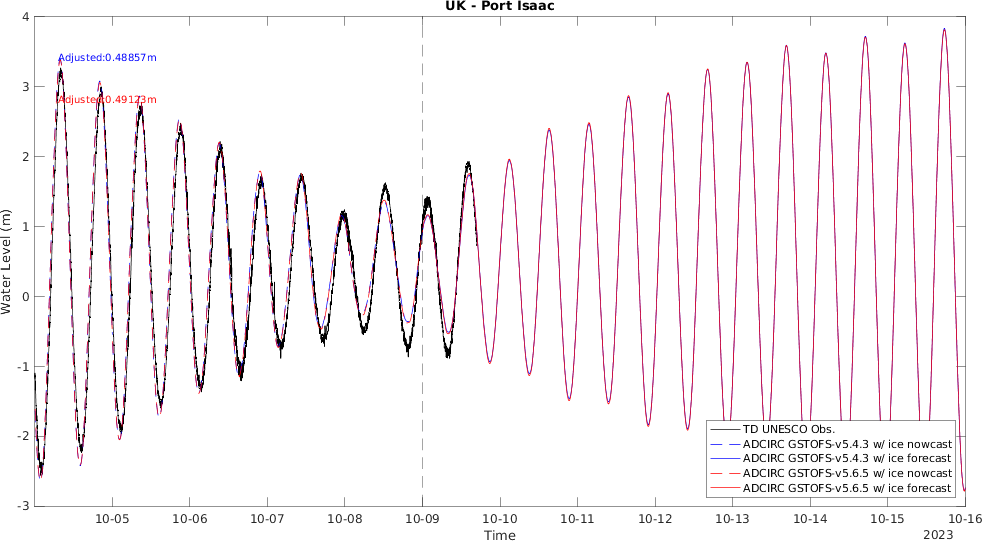 UK - Port Isaac
4
3
2
1
0
-1
-2
-3
Water Level (m)
Adjusted:0.48857m
Adjusted:0.49123m
TD UNESCO Obs.
ADCIRC GSTOFS-v5.4.3 w/ ice nowcast
ADCIRC GSTOFS-v5.4.3 w/ ice forecast
ADCIRC GSTOFS-v5.6.5 w/ ice nowcast
ADCIRC GSTOFS-v5.6.5 w/ ice forecast
10-05 10-06 10-07 10-08 10-09 10-10 10-11 10-12 10-13 10-14 10-15 10-16
Time
2023